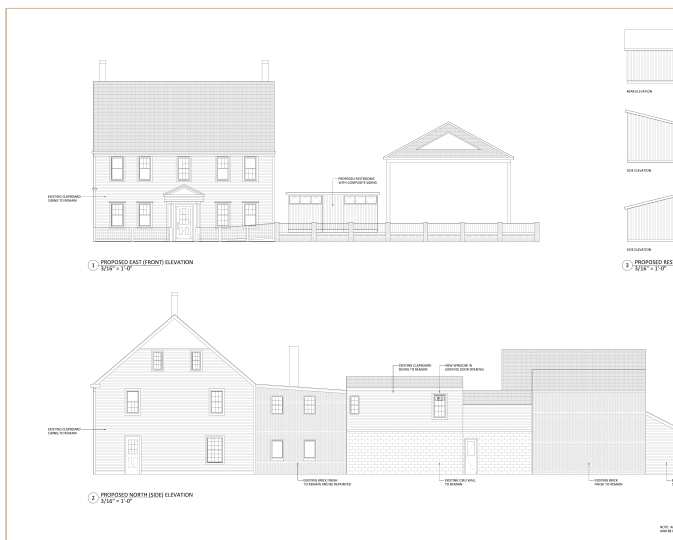 REAR ELEVATION
PROPOSED RESTROOMS
WITH COMPOSITE SIDING
SIDE ELEVATION
EXISTING CLAPBOARD
SIDING TO REMAIN
SIDE ELEVATION
1 PROPOSED EAST (FRONT) ELEVATION
3/16" = 1'-0"
3 PROPOSED RES
3/16" = 1'-0"
EXISTING CLAPBOARD
SIDING TO REMAIN
NEW WINDOW IN
EXISTING DOOR OPENING
EXISTING CLAPBOARD
SIDING TO REMAIN
EXISTING BRICK FINISH
TO REMAIN AND BE REPAINTED
EXISTING CMU WALL
TO REMAIN
EXISTING BRICK
FINISH TO REMAIN
2 PROPOSED NORTH (SIDE) ELEVATION
3/16" = 1'-0"